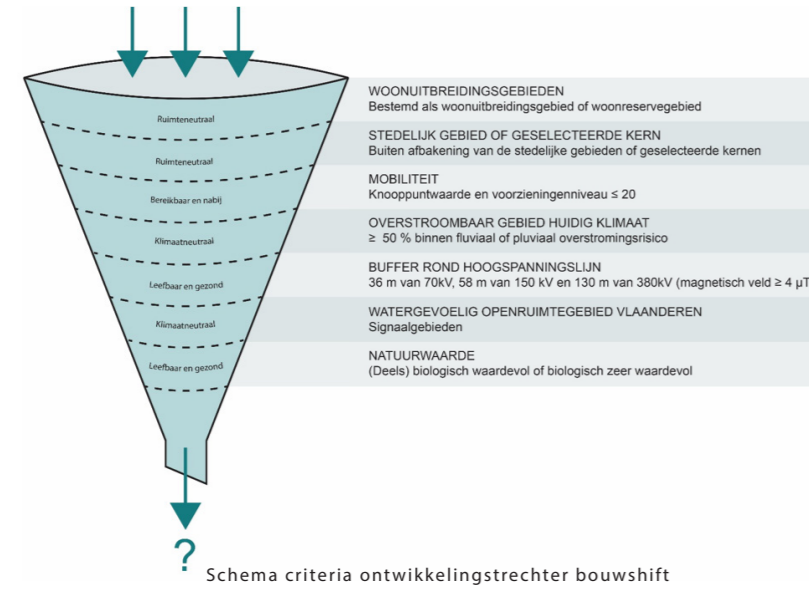 Ruimteneutraal
WOONUITBREIDINGSGEBIEDEN
Bestemd als woonuitbreidingsgebied of woonreservegebied
Ruimteneutraal
STEDELIJK GEBIED OF GESELECTEERDE KERN
Buiten afbakening van de stedelijke gebieden of geselecteerde kernen
Bereikbaar en nabij
MOBILITEIT
Knooppuntwaarde en voorzieningenniveau ≤ 20
Klimaatneutraal
OVERSTROOMBAAR GEBIED HUIDIG KLIMAAT
≥ 50 % binnen fluviaal of pluviaal overstromingsrisico
Leefbaar en gezond
BUFFER ROND HOOGSPANNINGSLIJN
36 m van 70kV, 58 m van 150 kV en 130 m van 380kV (magnetisch veld ≥ 4 µT
Klimaatneutraal
WATERGEVOELIG OPENRUIMTEGEBIED VLAANDEREN
Signaalgebieden
Leefbaar en gezond
NATUURWAARDE
(Deels) biologisch waardevol of biologisch zeer waardevol
?
Schema criteria ontwikkelingstrechter bouwshift